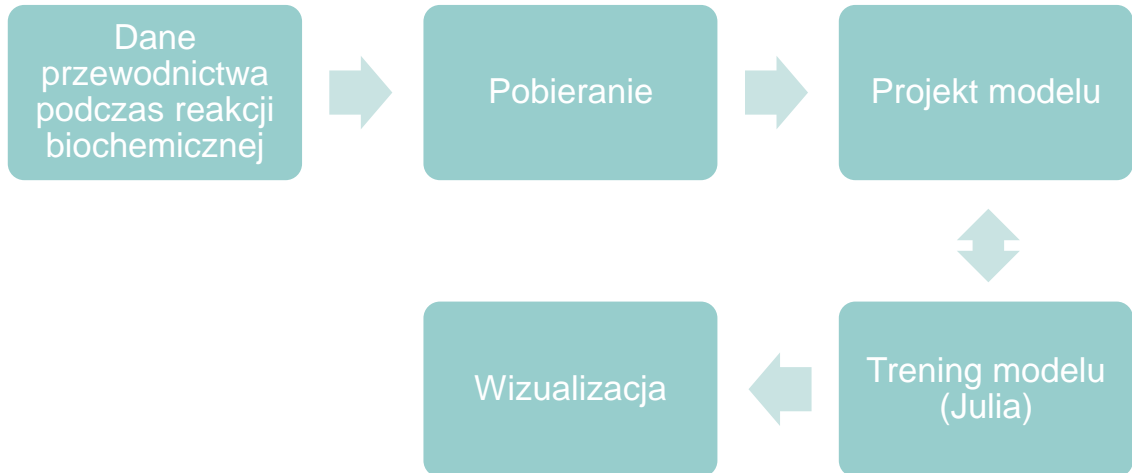 Dane
przewodnictwa
podczas reakcji
biochemicznej
Pobieranie
Projekt modelu
Wizualizacja
Trening modelu
(Julia)